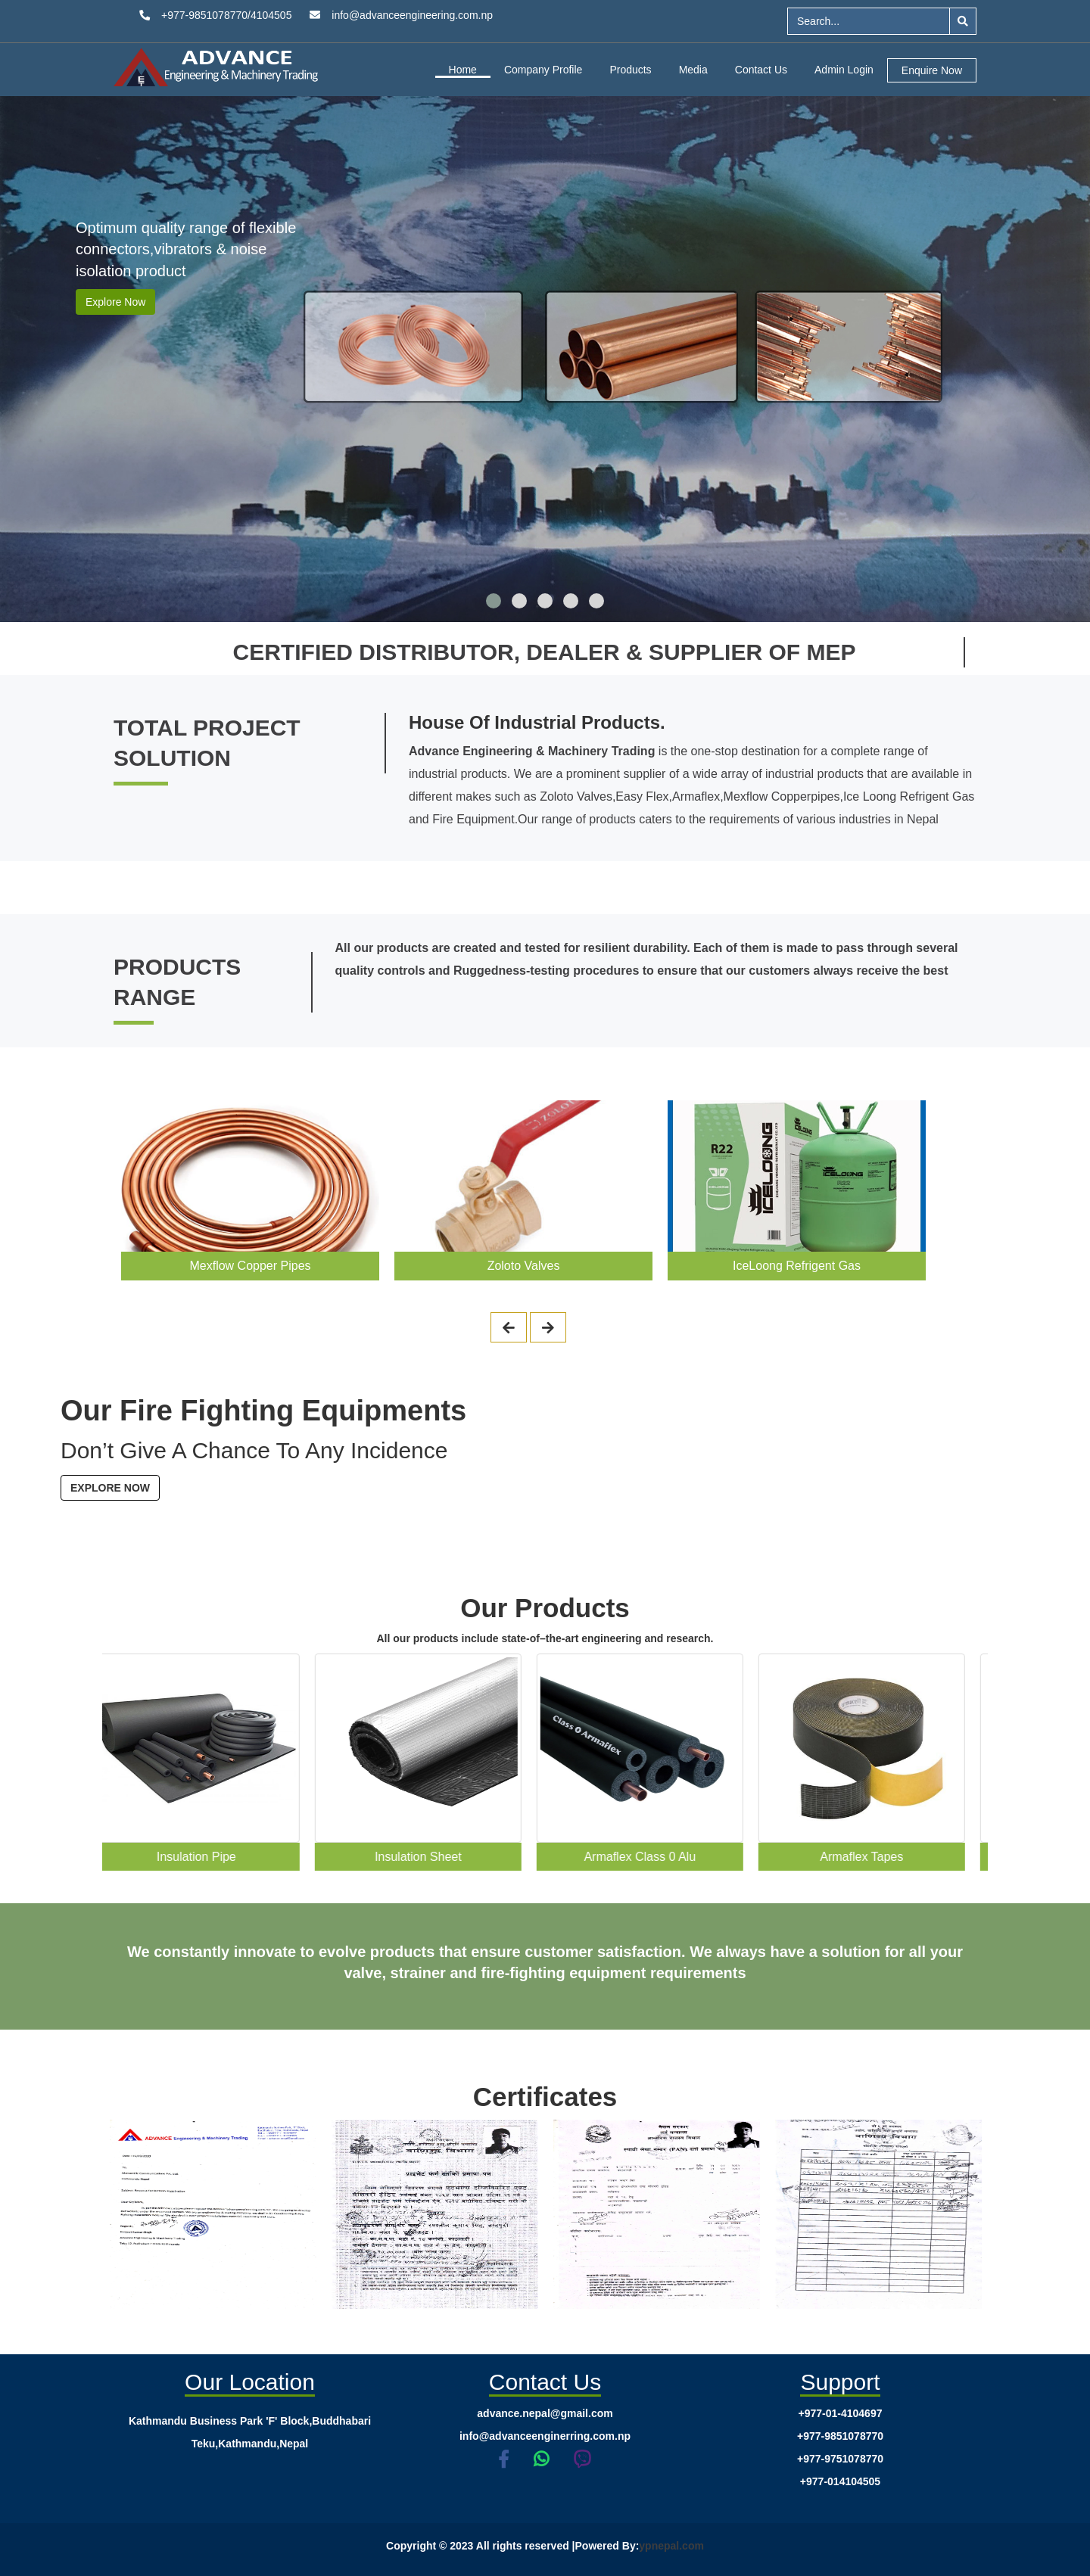 +977-9851078770/4104505 info@advanceengineering.com.np Search...
ADVANCE
Engineering & Machinery Trading
Home Company Profile Products Media Contact Us Admin Login Enquire Now
Optimum quality range of flexible
connectors,vibrators & noise
isolation product
Explore Now
CERTIFIED DISTRIBUTOR, DEALER & SUPPLIER OF MEP
TOTAL PROJECT
SOLUTION
House Of Industrial Products.
Advance Engineering & Machinery Trading is the one-stop destination for a complete range of
industrial products. We are a prominent supplier of a wide array of industrial products that are available in
different makes such as Zoloto Valves,Easy Flex,Armaflex,Mexflow Copperpipes,Ice Loong Refrigent Gas
and Fire Equipment.Our range of products caters to the requirements of various industries in Nepal
PRODUCTS
RANGE
All our products are created and tested for resilient durability. Each of them is made to pass through several
quality controls and Ruggedness-testing procedures to ensure that our customers always receive the best
ZOLOTO
R22
ICELOONG
ICELOONG
Mexflow Copper Pipes
Zoloto Valves
IceLoong Refrigent Gas
Our Fire Fighting Equipments
Don’t Give A Chance To Any Incidence
EXPLORE NOW
Our Products
All our products include state-of–the-art engineering and research.
Class 0 Armaflex
Insulation Pipe
Insulation Sheet
Armaflex Class 0 Alu
Armaflex Tapes
We constantly innovate to evolve products that ensure customer satisfaction. We always have a solution for all your
valve, strainer and fire-fighting equipment requirements
Certificates
ADVANCE Engineering & Machinery Trading
Our Location
Kathmandu Business Park 'F' Block,Buddhabari
Teku,Kathmandu,Nepal
Contact Us
advance.nepal@gmail.com
info@advanceenginerring.com.np
Support
+977-01-4104697
+977-9851078770
+977-9751078770
+977-014104505
Copyright © 2023 All rights reserved |Powered By:ypnepal.com